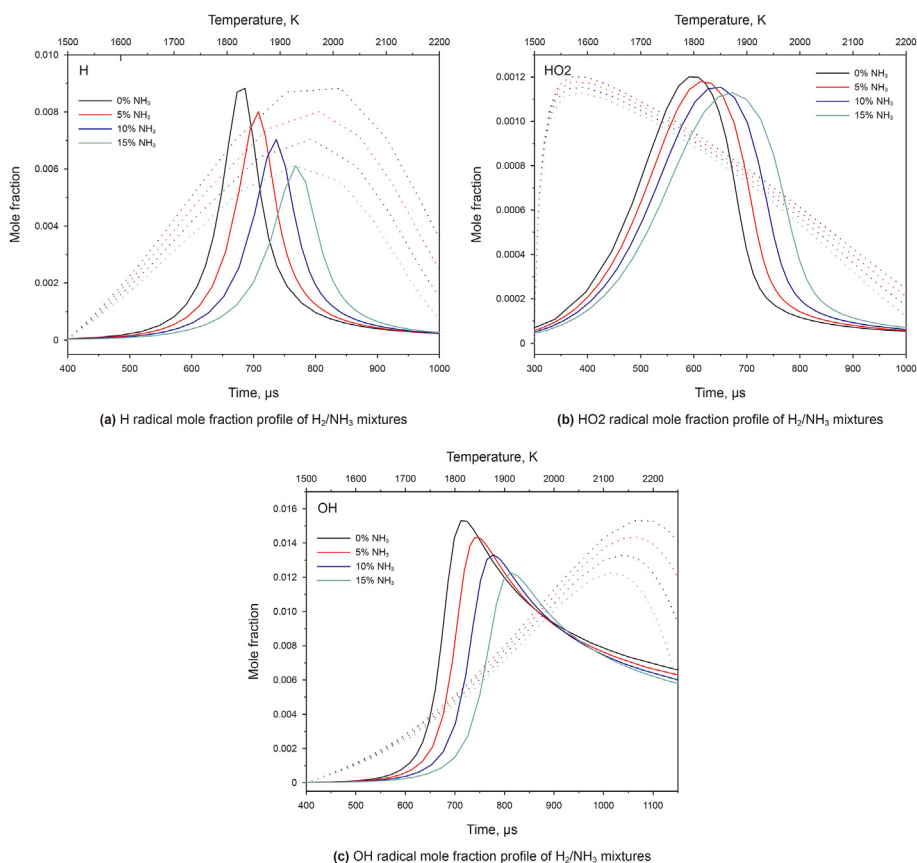 Temperature, K
1500 1600 1700 1800 1900 2000 2100 2200
0.010
0.008
0.006
0.004
0.002
0
Mole fraction
H
0% NH₃
5% NH₃
10% NH₃
15% NH₃
400 500 600 700 800 900 1000
Time, µs
(a) H radical mole fraction profile of H₂/NH₃ mixtures
Temperature, K
1500 1600 1700 1800 1900 2000 2100 2200
0.0012
0.0010
0.0008
0.0006
0.0004
0.0002
0
Mole fraction
HO2
0% NH₃
5% NH₃
10% NH₃
15% NH₃
300 400 500 600 700 800 900 1000
Time, µs
(b) HO2 radical mole fraction profile of H₂/NH₃ mixtures
Temperature, K
1500 1600 1700 1800 1900 2000 2100 2200
0.016
0.014
0.012
0.010
0.008
0.006
0.004
0.002
0.000
Mole fraction
OH
0% NH₃
5% NH₃
10% NH₃
15% NH₃
400 500 600 700 800 900 1000 1100
Time, µs
(c) OH radical mole fraction profile of H₂/NH₃ mixtures